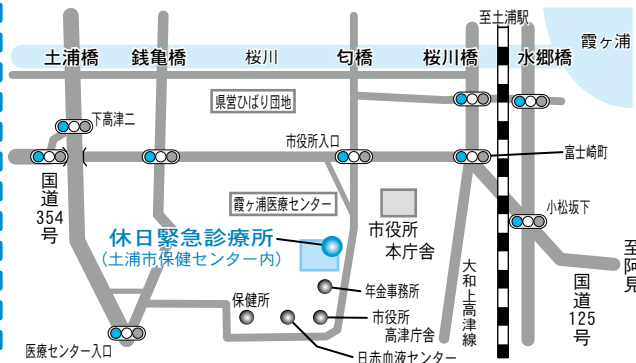 至土浦駅
霞ヶ浦
土浦橋
銭亀橋
桜川
匂橋
桜川橋
水郷橋
県営ひばり団地
下高津二
市役所入口
富士崎町
国道
354
号
霞ヶ浦医療センター
市役所
本庁舎
小松坂下
休日緊急診療所
(土浦市保健センター内)
大和上高津線
至阿見
国道
125
号
年金事務所
保健所
市役所
高津庁舎
医療センター入口
日赤血液センター